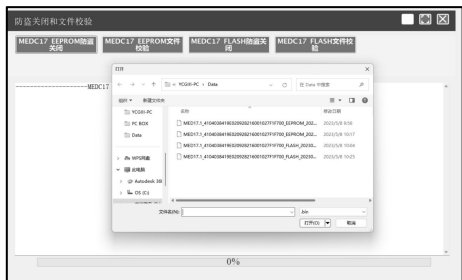 防盗关闭和文件校验
MEDC17 EEPROM防盗关闭
MEDC17 EEPROM文件校验
MEDC17 FLASH防盗关闭
MEDC17 FLASH文件校验
MEDC17
打开
YCGXI-PC > Data
在 Data 中搜索
组织 新建文件夹
名称 修改日期
YCGXI-PC
PC BOX
Data
WPS网盘
此电脑
Autodesk 360
OS (C:)
2023/5/8 9:56
2023/5/8 10:17
2023/5/8 10:04
2023/5/8 10:25
文件名(N): .bin
打开(O) 取消
0%